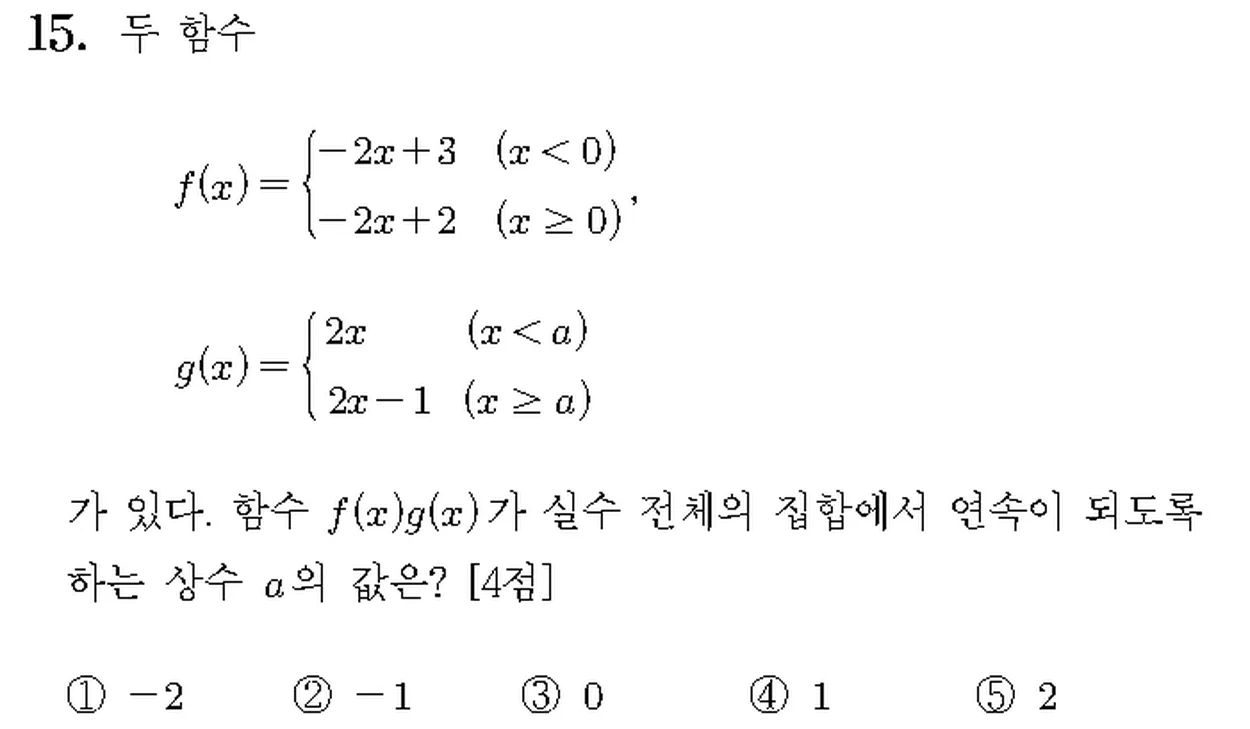 15. 두 함수
f(x) = { -2x+3 (x < 0)
-2x+2 (x ≥ 0) ,
g(x) = { 2x (x < a)
2x-1 (x ≥ a)
가 있다. 함수 f(x)g(x)가 실수 전체의 집합에서 연속이 되도록
하는 상수 a의 값은? [4점]
① -2 ② -1 ③ 0 ④ 1 ⑤ 2